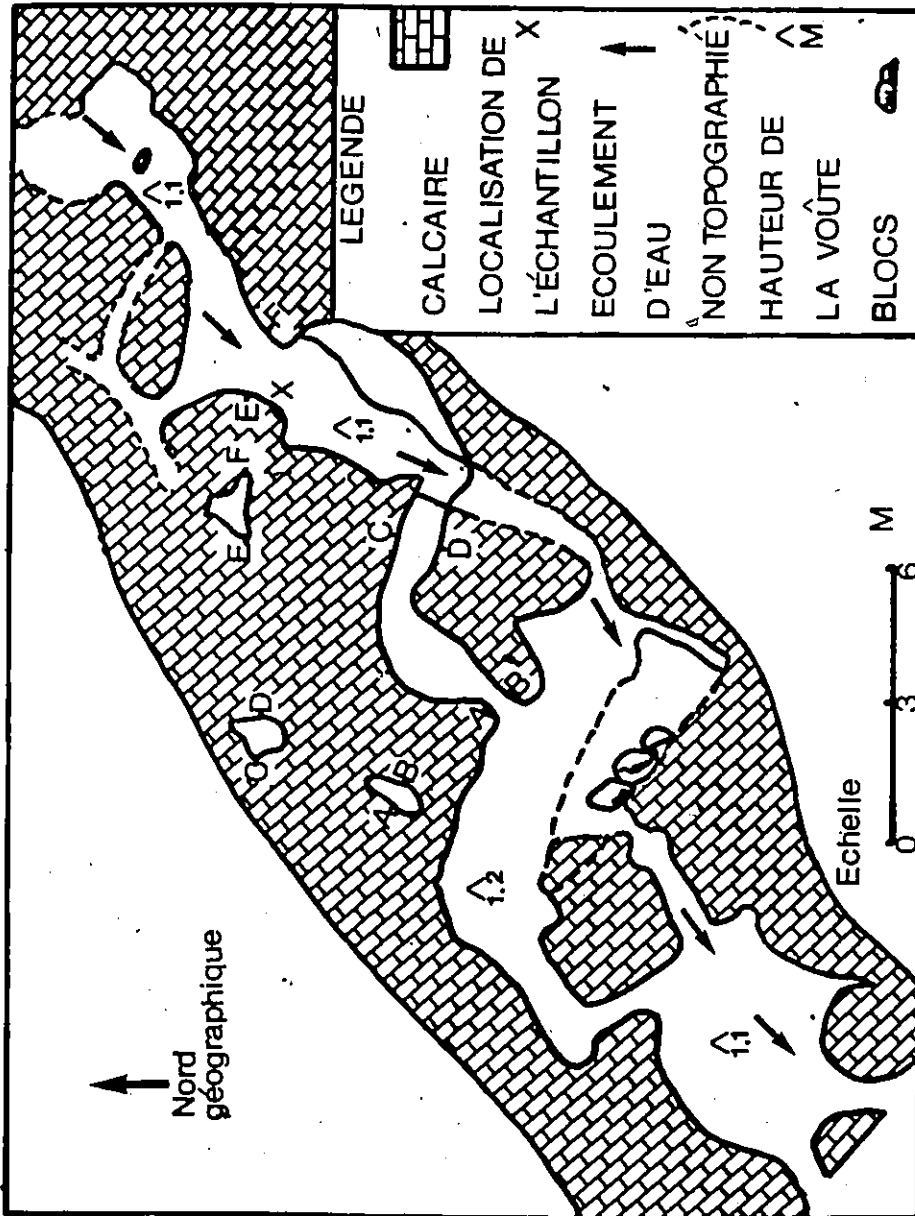 Nord
géographique
1.1
E F
E F'
X
1.1
C
D
C D
A B
A B'
1.2
1.1
Echelle
0 3 6 M
LEGENDE
CALCAIRE
LOCALISATION DE
L'ÉCHANTILLON X
ECOULEMENT
D'EAU
NON TOPOGRAPHIE
HAUTEUR DE
LA VOÛTE M
BLOCS